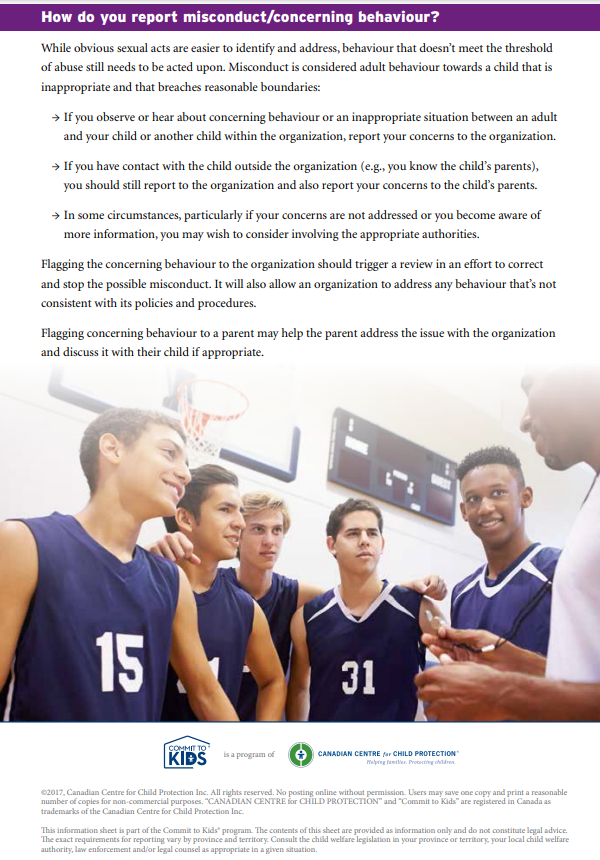 How do you report misconduct/concerning behaviour?
While obvious sexual acts are easier to identify and address, behaviour that doesn't meet the threshold
of abuse still needs to be acted upon. Misconduct is considered adult behaviour towards a child that is
inappropriate and that breaches reasonable boundaries:
→ If you observe or hear about concerning behaviour or an inappropriate situation between an adult
and your child or another child within the organization, report your concerns to the organization.
→ If you have contact with the child outside the organization (e.g., you know the child's parents),
you should still report to the organization and also report your concerns to the child's parents.
→ In some circumstances, particularly if your concerns are not addressed or you become aware of
more information, you may wish to consider involving the appropriate authorities.
Flagging the concerning behaviour to the organization should trigger a review in an effort to correct
and stop the possible misconduct. It will also allow an organization to address any behaviour that's not
consistent with its policies and procedures.
Flagging concerning behaviour to a parent may help the parent address the issue with the organization
and discuss it with their child if appropriate.
HOME
GUEST
15
31
COMMIT TO
KIDS
is a program of
CANADIAN CENTRE for CHILD PROTECTION
Helping families. Protecting children.
©2017, Canadian Centre for Child Protection Inc. All rights reserved. No posting online without permission. Users may save one copy and print a reasonable
number of copies for non-commercial purposes. "CANADIAN CENTRE for CHILD PROTECTION" and "Commit to Kids" are registered in Canada as
trademarks of the Canadian Centre for Child Protection Inc.
This information sheet is part of the Commit to Kids® program. The contents of this sheet are provided as information only and do not constitute legal advice.
The exact requirements for reporting vary by province and territory. Consult the child welfare legislation in your province or territory, your local child welfare
authority, law enforcement and/or legal counsel as appropriate in a given situation.